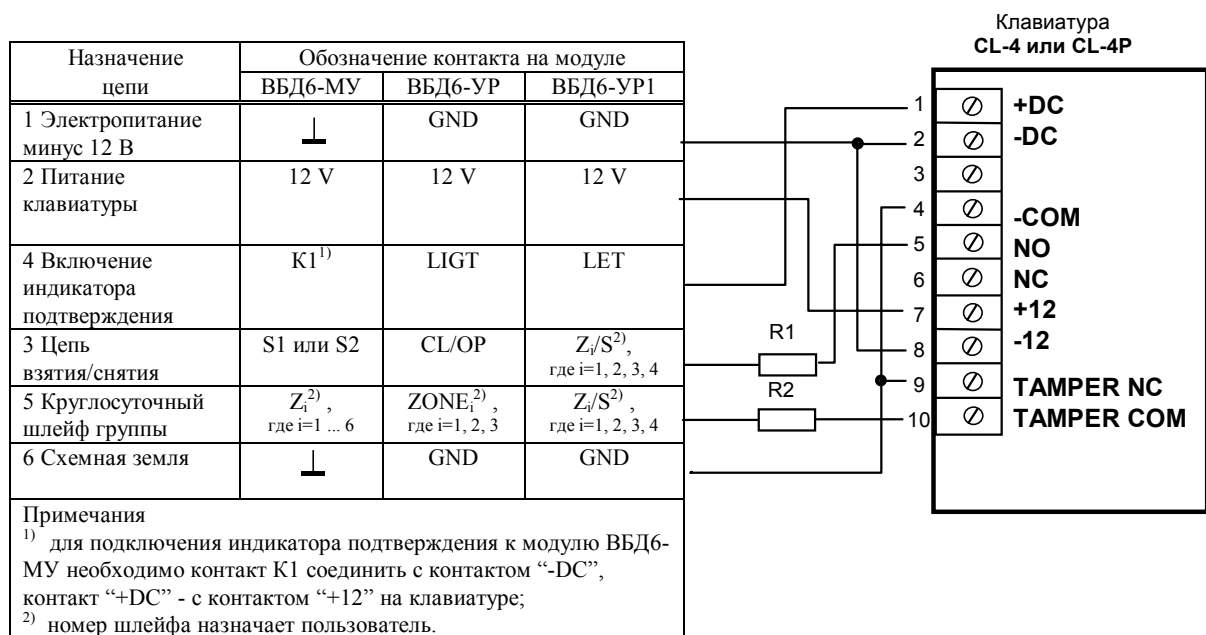 Клавиатура
CL-4 или CL-4P
Назначение цепи
Обозначение контакта на модуле
ВБД6-МУ ВБД6-УР ВБД6-УР1
1 Электропитание
минус 12 В
GND GND
2 Питание
клавиатуры
12 V 12 V 12 V
4 Включение
индикатора
подтверждения
К1¹⁾ LIGT LET
3 Цепь
взятия/снятия
S1 или S2 CL/OP Zi/S²⁾,
где i=1, 2, 3, 4
5 Круглосуточный
шлейф группы
Zi²⁾ , ZONEi²⁾ , Zi/S²⁾ ,
где i=1 ... 6 где i=1, 2, 3 где i=1, 2, 3, 4
6 Схемная земля
GND GND
Примечания
¹⁾ для подключения индикатора подтверждения к модулю ВБД6-
МУ необходимо контакт К1 соединить с контактом “-DC”,
контакт “+DC” - с контактом “+12” на клавиатуре;
²⁾ номер шлейфа назначает пользователь.
R1
R2
1 +DC
2 -DC
3
4 -COM
5 NO
6 NC
7 +12
8 -12
9 TAMPER NC
10 TAMPER COM